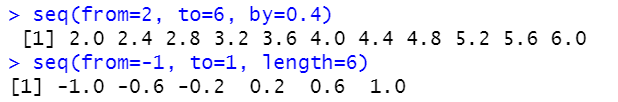 > seq(from=2, to=6, by=0.4)
[1] 2.0 2.4 2.8 3.2 3.6 4.0 4.4 4.8 5.2 5.6 6.0
> seq(from=-1, to=1, length=6)
[1] -1.0 -0.6 -0.2  0.2  0.6  1.0